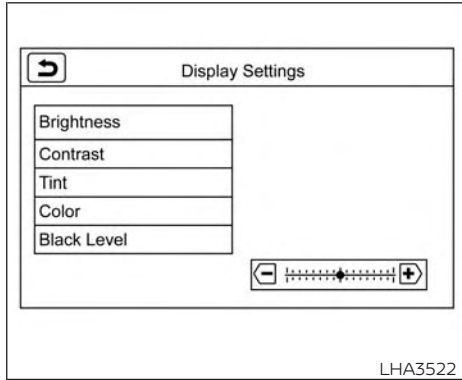 Display Settings
Brightness
Contrast
Tint
Color
Black Level
LHA3522